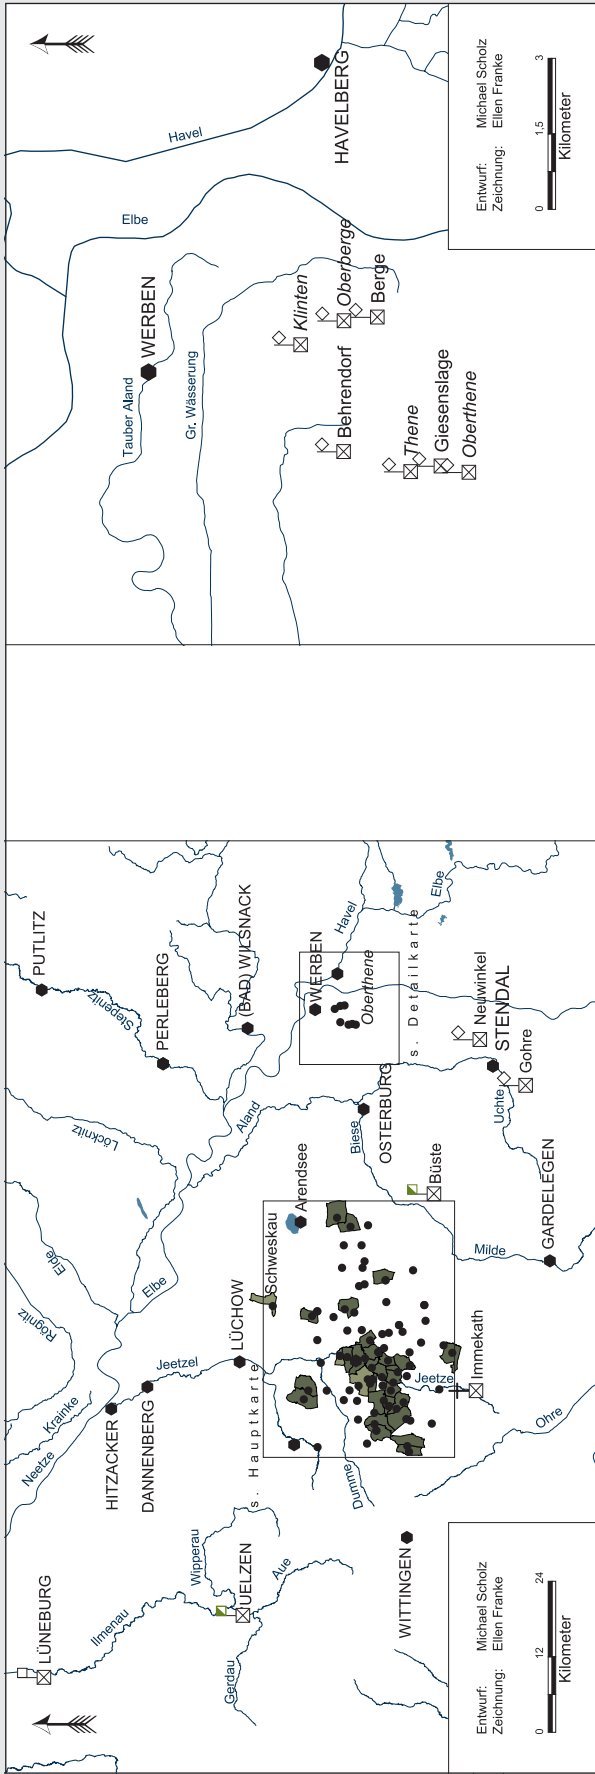 LÜNEBURG
Ilmenau
Wipperau
UELZEN
Gerdau
Aue
WITTINGEN
Neetze
Krainke
Rögnitz
Elde
Löcknitz
HITZACKER
DANNENBERG
Jeetzel
LÜCHOW
Elbe
Stepenitz
PUTLITZ
PERLEBERG
(BAD) WILSNACK
Aland
s. Hauptkarte
Schweskau
Arendsee
Dumme
Jeetze
Immekath
Ohre
Biese
OSTERBURG
WERBEN
Oberthene
Havel
Elbe
s. Detailkarte
Büste
Milde
GARDELEGEN
Uchte
Neuwinkel
STENDAL
Gohre
Entwurf: Michael Scholz
Zeichnung: Ellen Franke
0 12 24
Kilometer
Havel
HAVELBERG
Elbe
WERBEN
Tauber Aland
Gr. Wässerung
Klinten
Oberberge
Berge
Behrendorf
Thene
Giesenslage
Oberthene
Entwurf: Michael Scholz
Zeichnung: Ellen Franke
0 1,5 3
Kilometer